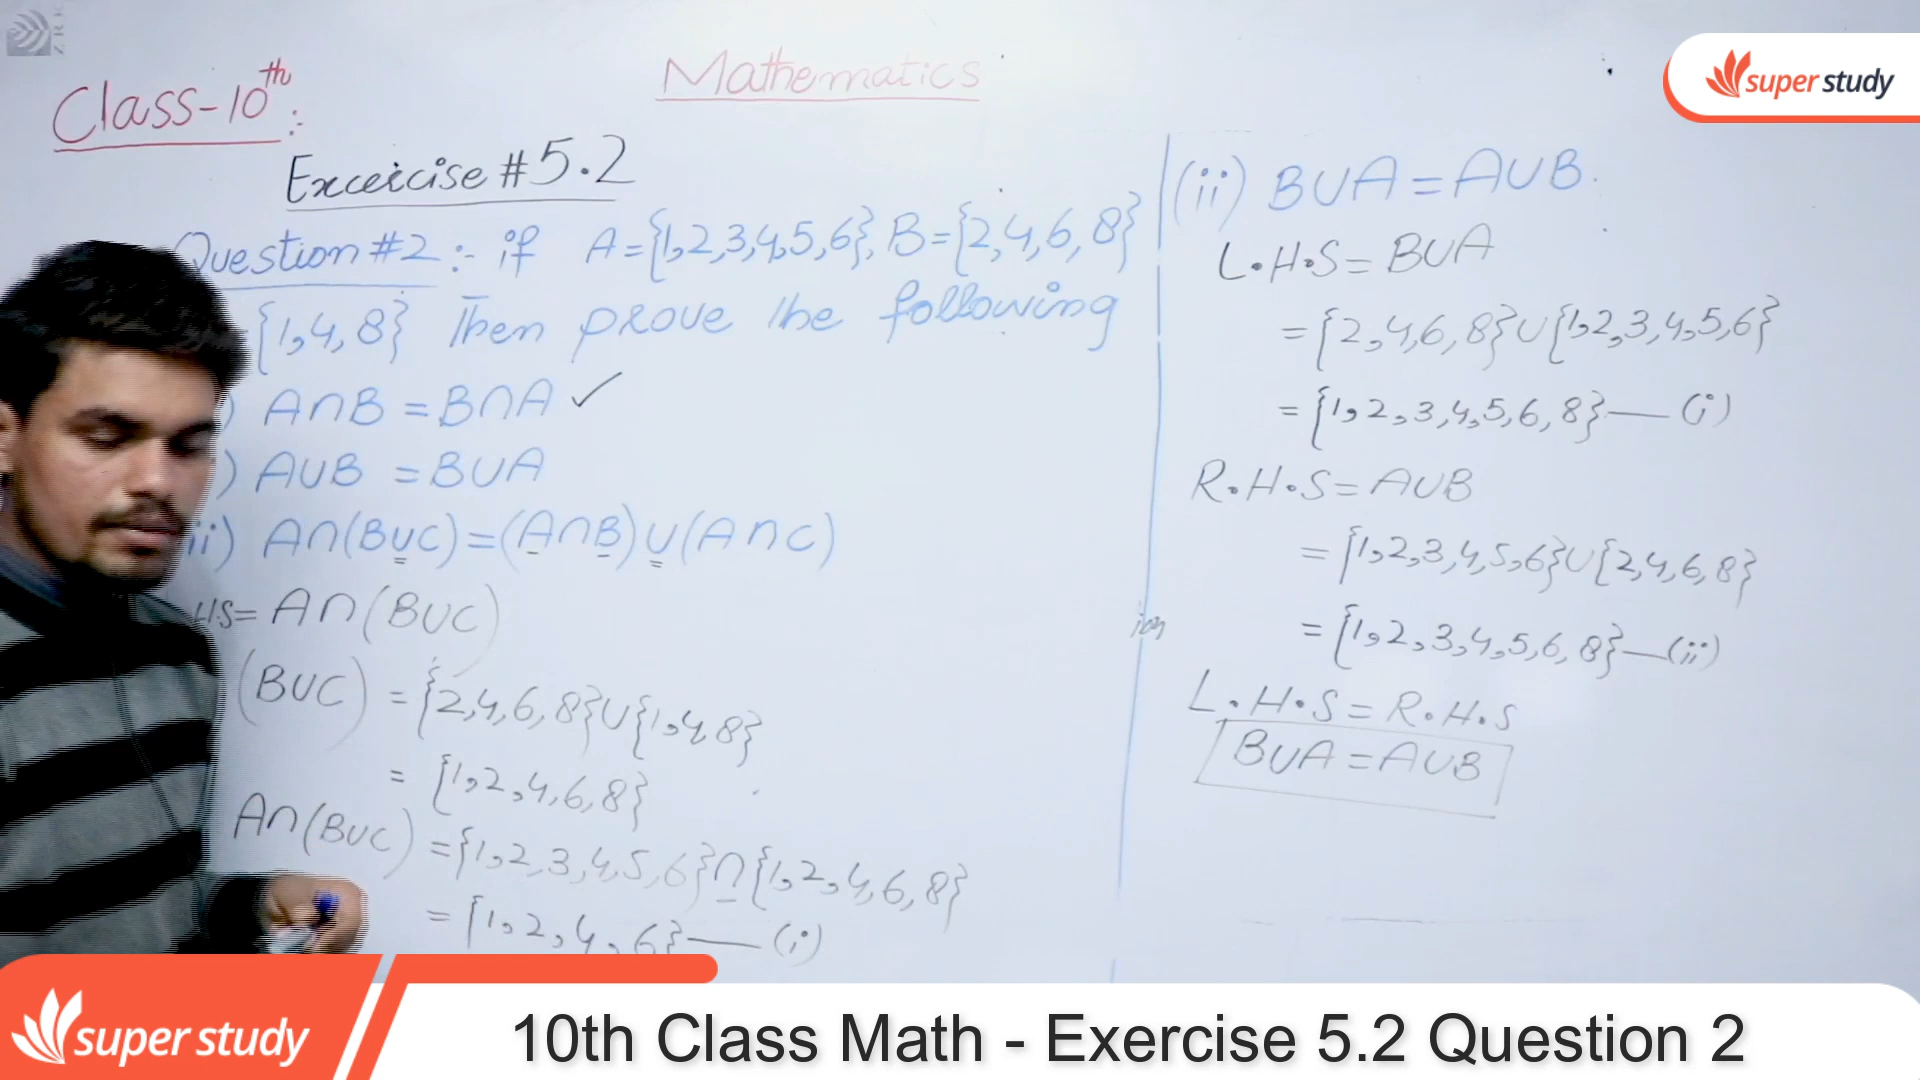 ZRK
Class-10th :
Mathematics
super study
Excercise #5.2
Question #2 :- if A={1,2,3,4,5,6}, B={2,4,6,8}
{1,4,8} Then prove the following
) A∩B = B∩A ✓
) A∪B = B∪A
ii) A∩(B∪C)=(A∩B)∪(A∩C)
H.S= A∩(B∪C)
(B∪C) = {2,4,6,8}∪{1,4,8}
= {1,2,4,6,8}
A∩(B∪C) ={1,2,3,4,5,6}∩{1,2,4,6,8}
= {1,2,4,6}—(i)
(ii) B∪A = A∪B.
L.H.S= B∪A
= {2,4,6,8}∪{1,2,3,4,5,6}
= {1,2,3,4,5,6,8}—(i)
R.H.S= A∪B
= {1,2,3,4,5,6}∪{2,4,6,8}
= {1,2,3,4,5,6,8}—(ii)
L.H.S = R.H.S
B∪A = A∪B
super study
10th Class Math - Exercise 5.2 Question 2